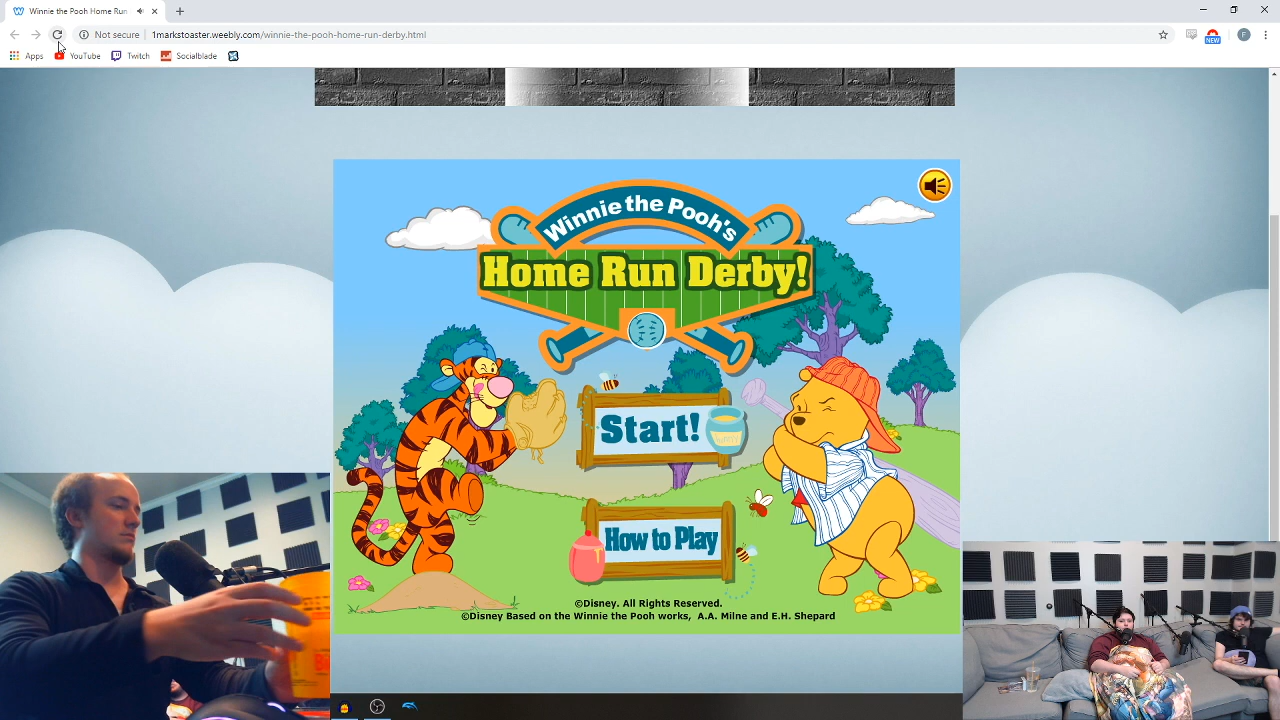 Winnie the Pooh Home Run
Not secure
1markstoaster.weebly.com/winnie-the-pooh-home-run-derby.html
NEW
F
Apps
YouTube
Twitch
Socialblade
Winnie the Pooh's
Home Run Derby!
Start!
HUNNY
How to Play
©Disney. All Rights Reserved.
©Disney Based on the Winnie the Pooh works, A.A. Milne and E.H. Shepard